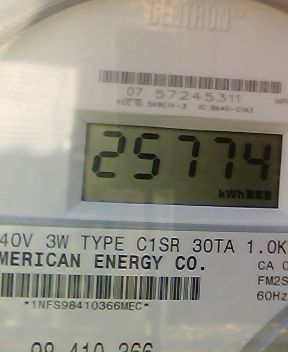 CENTRON®
07 57245311
25774
kWh
40V 3W TYPE C1SR 30TA 1.0K
MERICAN ENERGY CO.
CA 0
FM2S
60Hz
*1NFS98410366MEC*
98 410 366